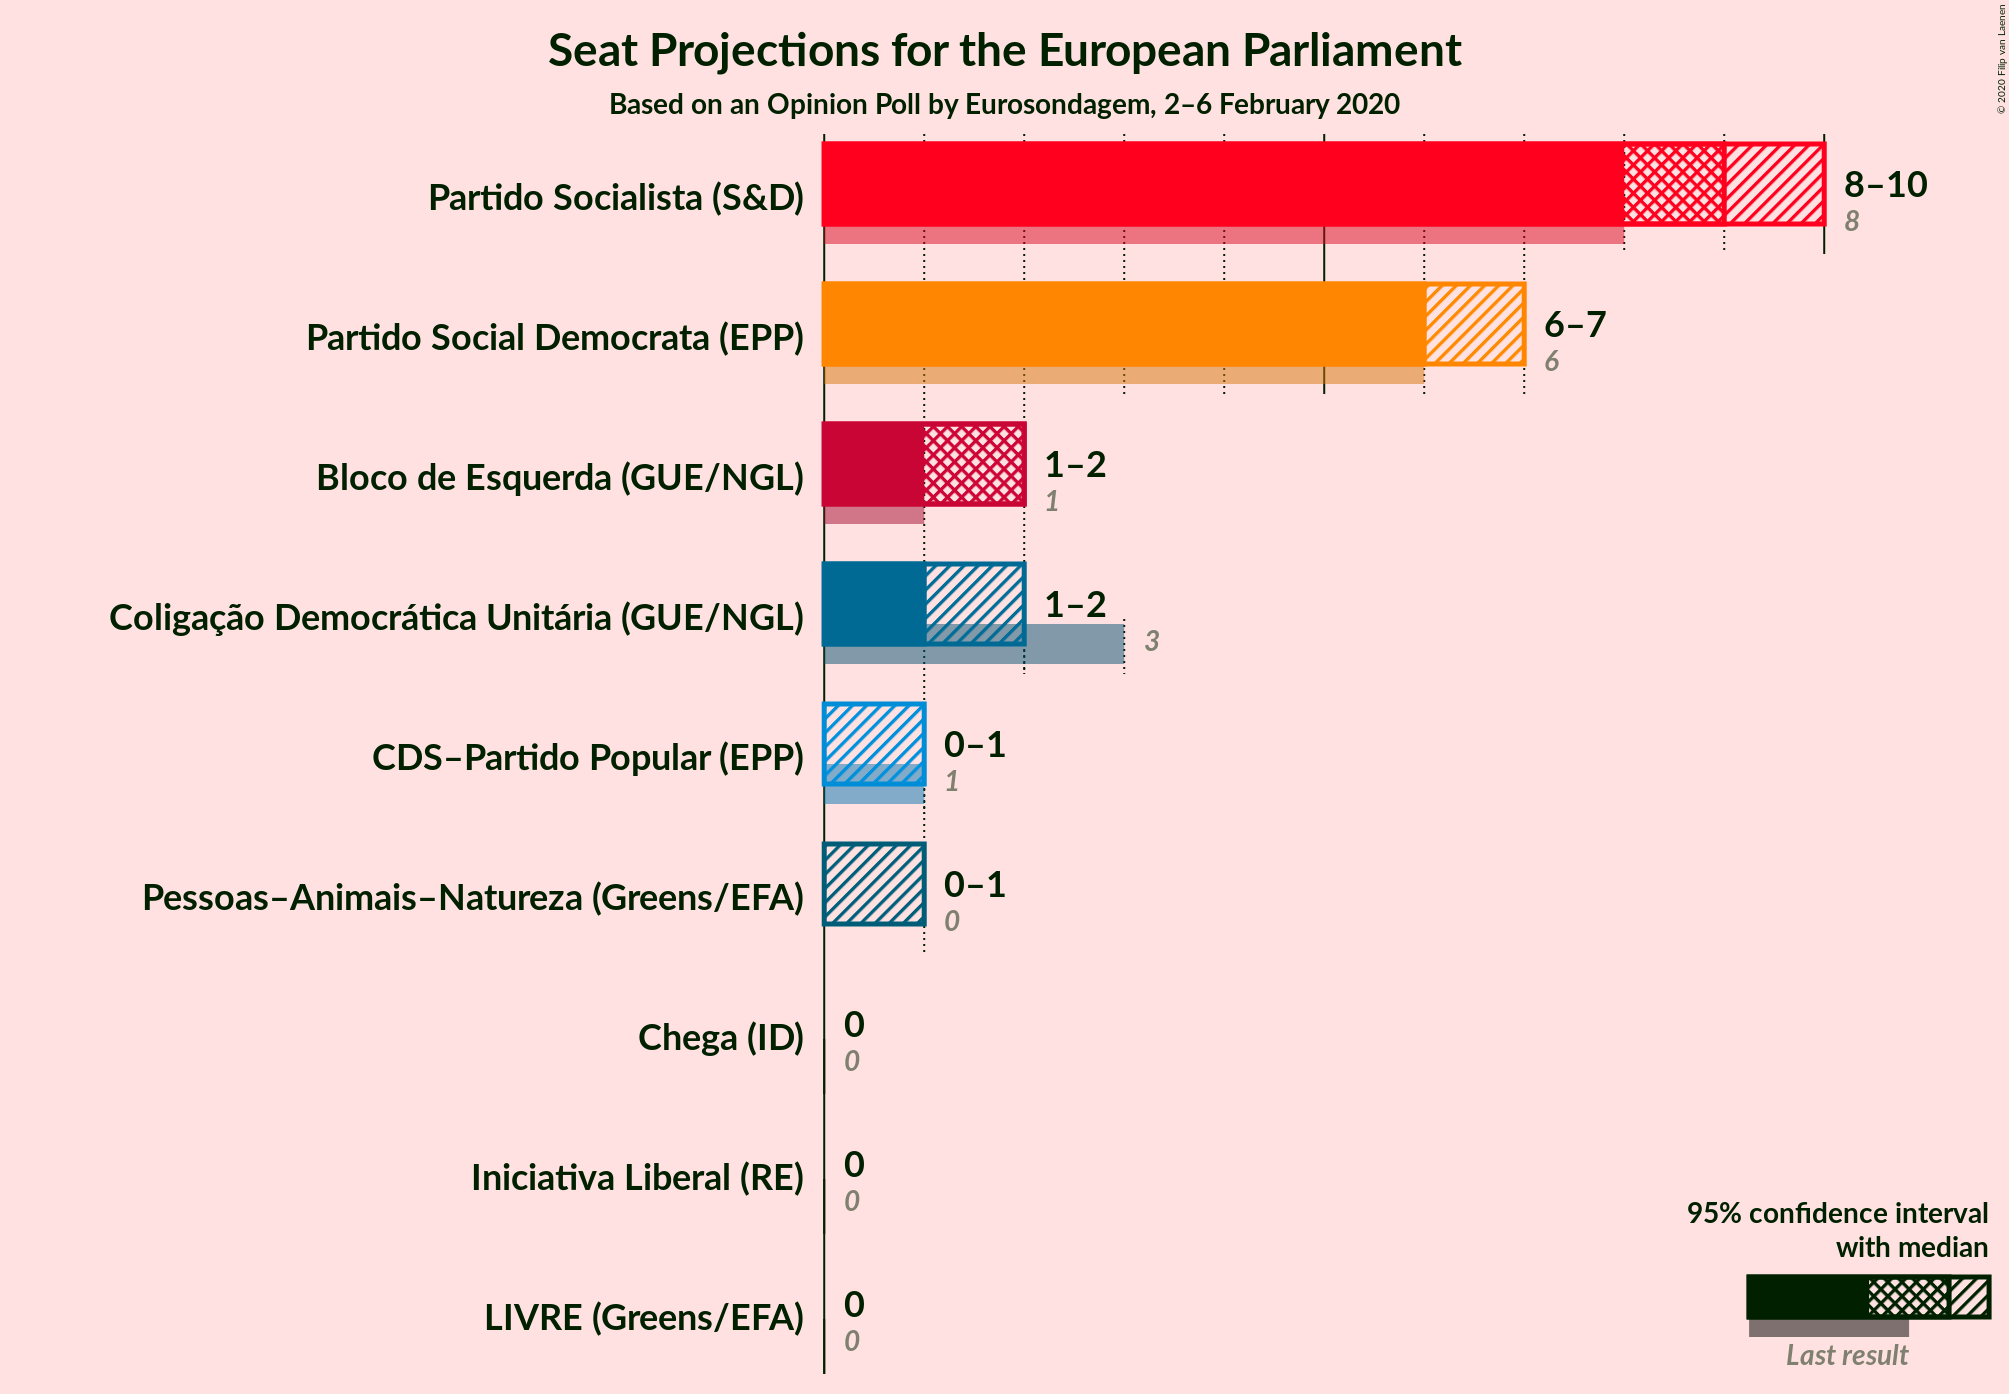 Seat Projections for the European Parliament
Based on an Opinion Poll by Eurosondagem, 2–6 February 2020
© 2020 Filip van Laenen
Partido Socialista (S&D)
8–10
8
Partido Social Democrata (EPP)
6–7
6
Bloco de Esquerda (GUE/NGL)
1–2
1
Coligação Democrática Unitária (GUE/NGL)
1–2
3
CDS–Partido Popular (EPP)
0–1
1
Pessoas–Animais–Natureza (Greens/EFA)
0–1
0
Chega (ID)
0
0
Iniciativa Liberal (RE)
0
0
LIVRE (Greens/EFA)
0
0
95% confidence interval
with median
Last result